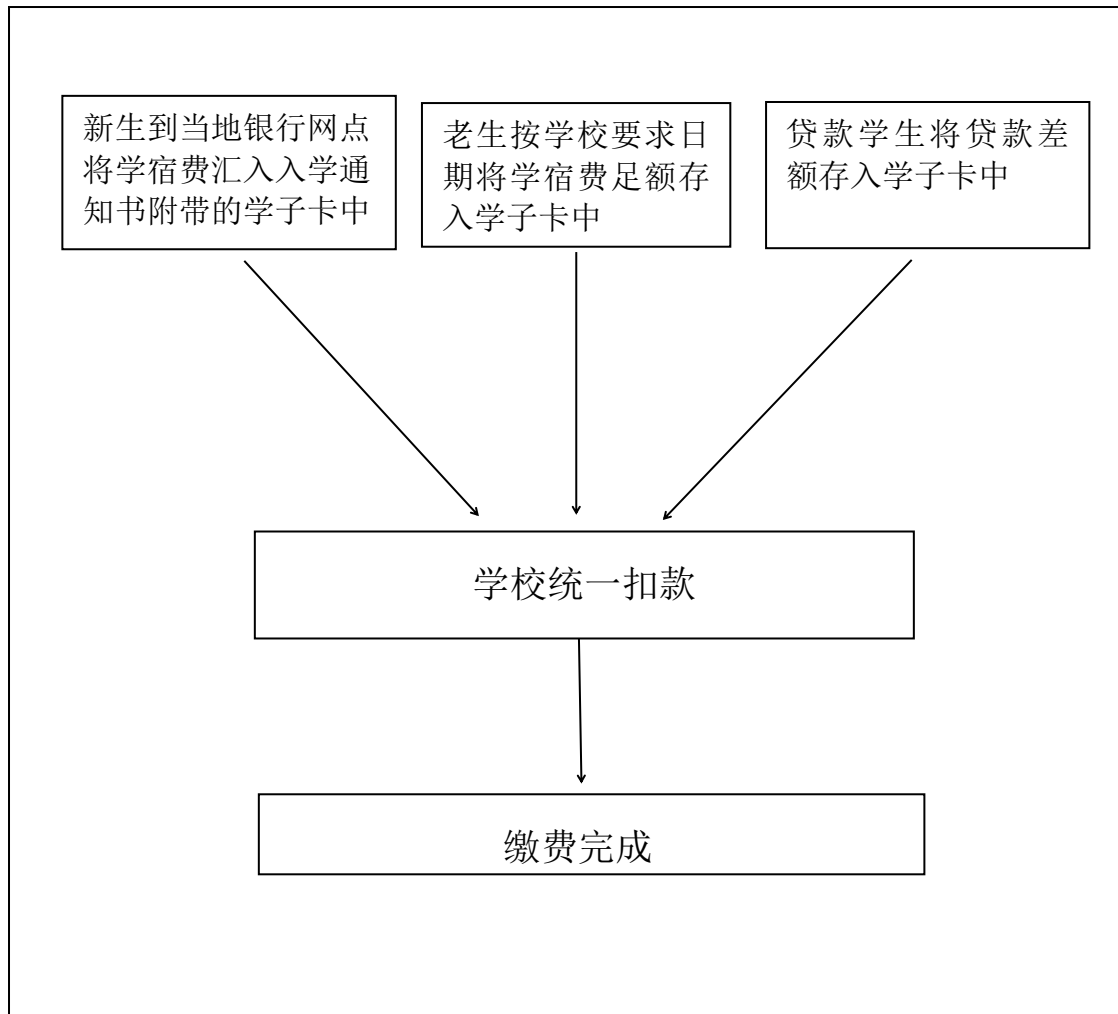 新生到当地银行网点
将学宿费汇入入学通
知书附带的学子卡中
老生按学校要求日
期将学宿费足额存
入学子卡中
贷款学生将贷款差
额存入学子卡中
学校统一扣款
缴费完成